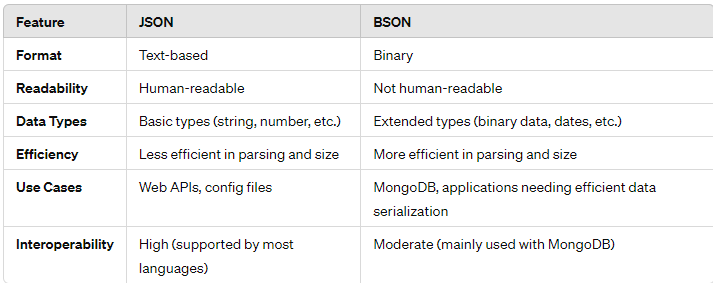 Feature JSON BSON
Format Text-based Binary
Readability Human-readable Not human-readable
Data Types Basic types (string, number, etc.) Extended types (binary data, dates, etc.)
Efficiency Less efficient in parsing and size More efficient in parsing and size
Use Cases Web APIs, config files MongoDB, applications needing efficient data
serialization
Interoperability High (supported by most Moderate (mainly used with MongoDB)
languages)